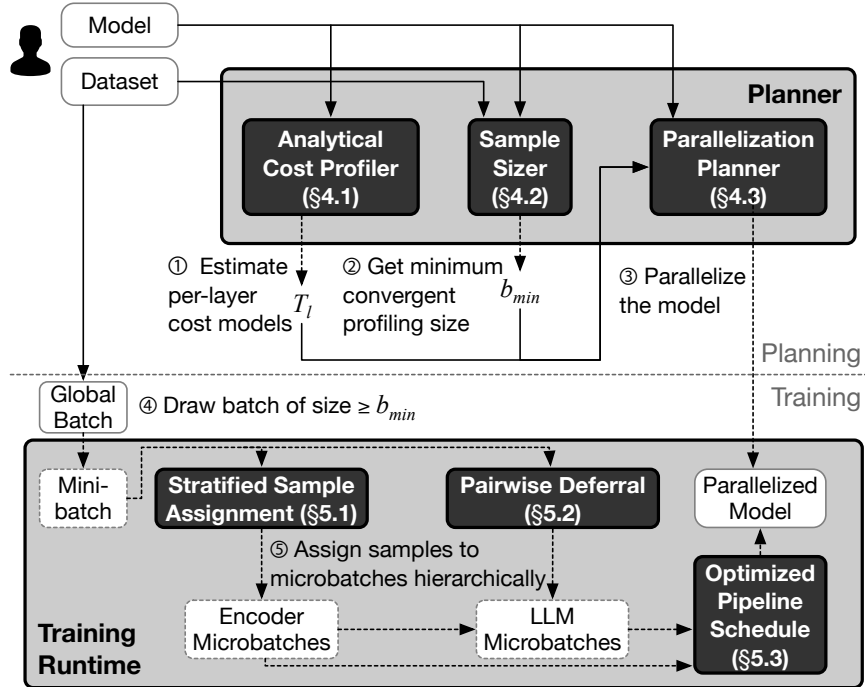 Model
Dataset
Planner
Analytical
Cost Profiler
(§4.1)
Sample
Sizer
(§4.2)
Parallelization
Planner
(§4.3)
① Estimate
per-layer
cost models
T_l
② Get minimum
convergent
profiling size
b_min
③ Parallelize
the model
Planning
Training
Global
Batch
④ Draw batch of size ≥ b_min
Mini-
batch
Stratified Sample
Assignment (§5.1)
Pairwise Deferral
(§5.2)
Parallelized
Model
⑤ Assign samples to
microbatches hierarchically
Encoder
Microbatches
LLM
Microbatches
Optimized
Pipeline
Schedule
(§5.3)
Training
Runtime